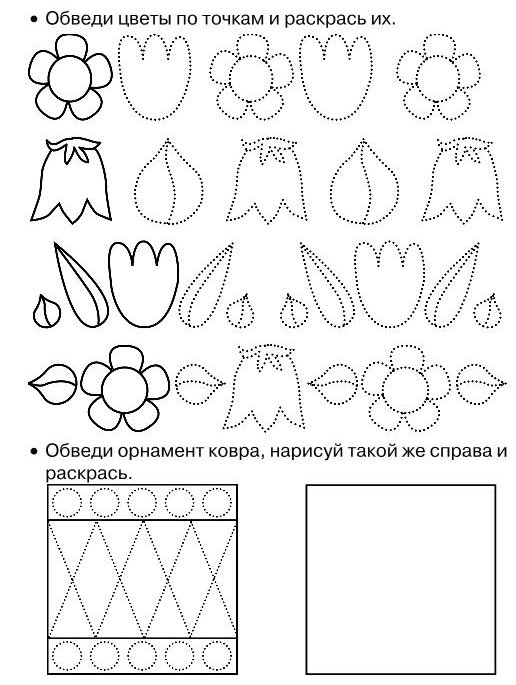 • Обведи цветы по точкам и раскрась их.
• Обведи орнамент ковра, нарисуй такой же справа и
раскрась.